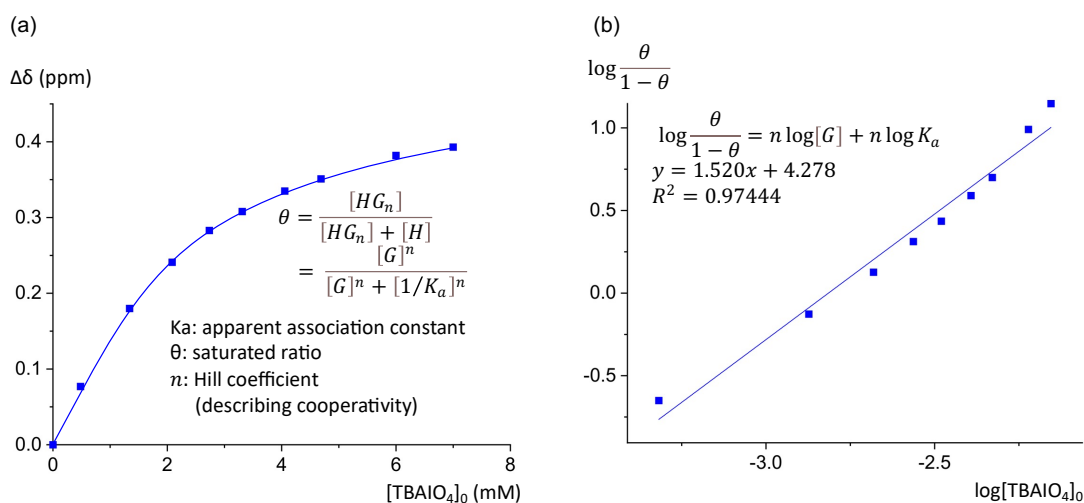 (a)
Δδ (ppm)
0.4
0.3
0.2
0.1
0.0
0 2 4 6 8
[TBAIO₄]₀ (mM)
θ = [HGₙ] / ([HGₙ] + [H])
= [G]ⁿ / ([G]ⁿ + [1/Kₐ]ⁿ)
Ka: apparent association constant
θ: saturated ratio
n: Hill coefficient
(describing cooperativity)
(b)
log θ/(1 − θ)
1.0
0.5
0.0
-0.5
-3.0 -2.5
log[TBAIO₄]₀
log θ/(1 − θ) = n log[G] + n log Kₐ
y = 1.520x + 4.278
R² = 0.97444